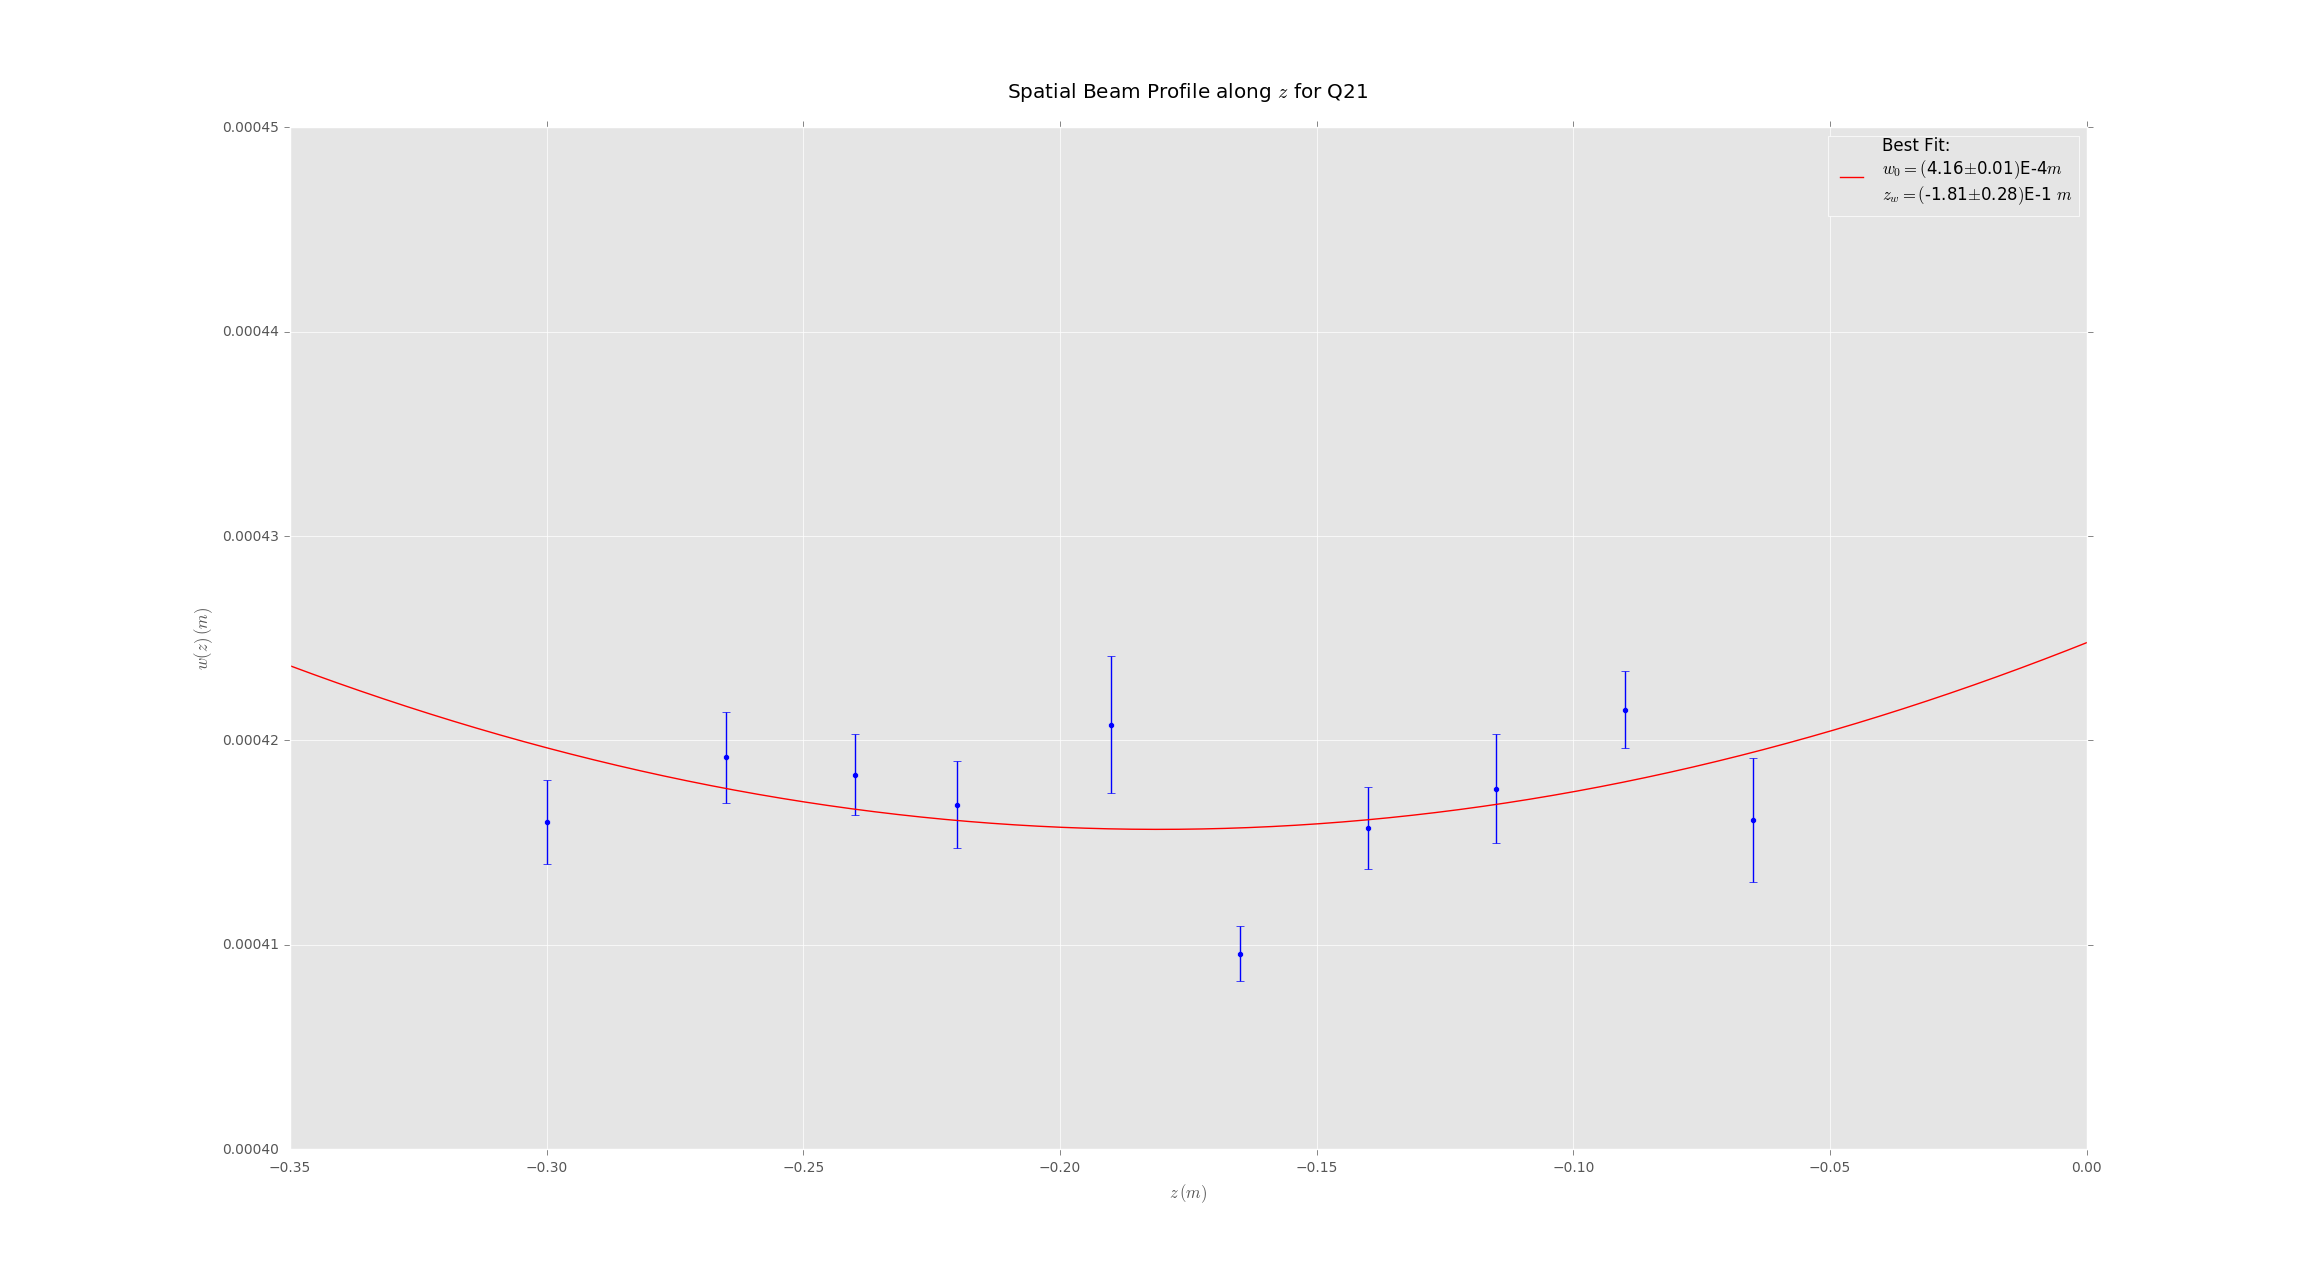 Spatial Beam Profile along z for Q21
0.00045
0.00044
0.00043
0.00042
0.00041
0.00040
w(z) (m)
Best Fit:
w₀ = (4.16±0.01)E-4m
z_w = (-1.81±0.28)E-1 m
−0.35
−0.30
−0.25
−0.20
−0.15
−0.10
−0.05
0.00
z (m)